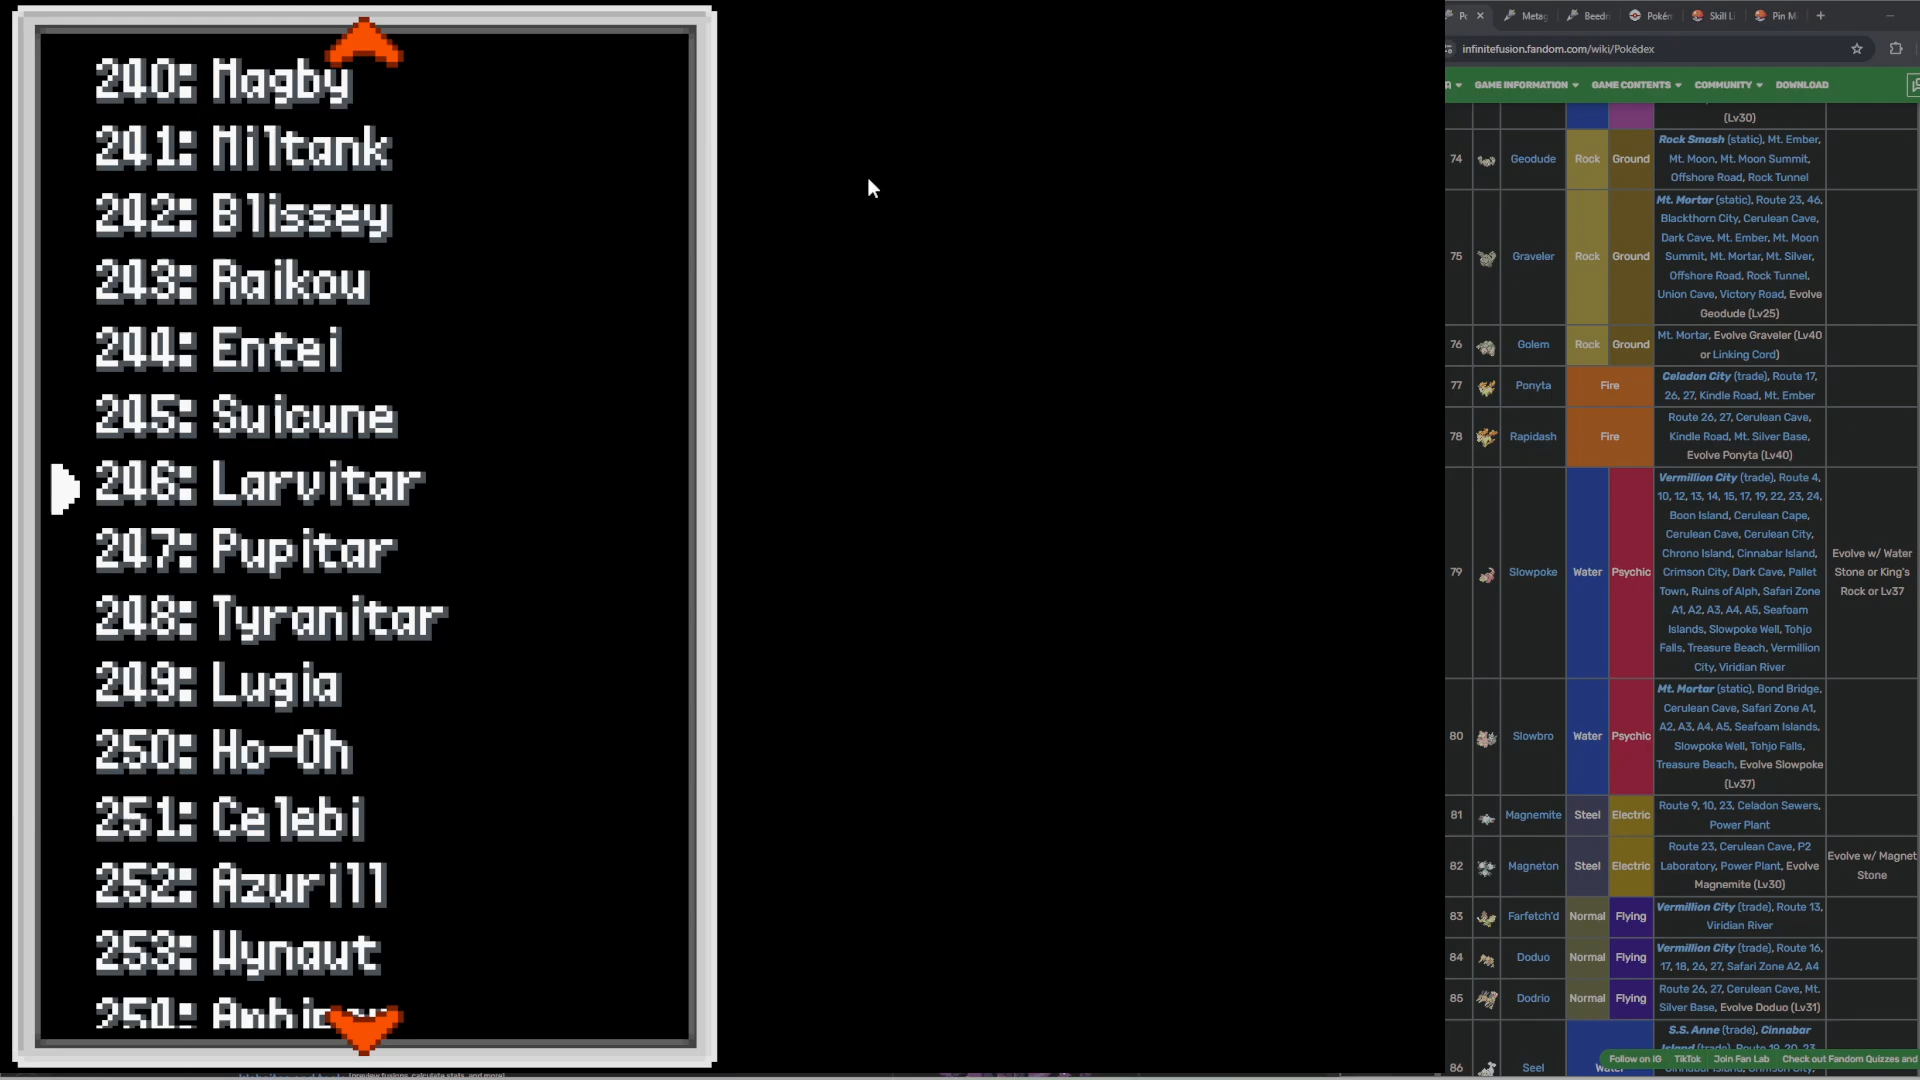 240: Magby
241: Miltank
242: Blissey
243: Raikou
244: Entei
245: Suicune
246: Larvitar
247: Pupitar
248: Tyranitar
249: Lugia
250: Ho-Oh
251: Celebi
252: Azurill
253: Wynaut
Metag
Beedr
Pokén
Skill Li
Pin M
infinitefusion.fandom.com/wiki/Pokédex
GAME INFORMATION
GAME CONTENTS
COMMUNITY
DOWNLOAD
(Lv30)
74 Geodude Rock Ground
Rock Smash (static), Mt. Ember,
Mt. Moon, Mt. Moon Summit,
Offshore Road, Rock Tunnel
75 Graveler Rock Ground
Mt. Mortar (static), Route 23, 46,
Blackthorn City, Cerulean Cave,
Dark Cave, Mt. Ember, Mt. Moon
Summit, Mt. Mortar, Mt. Silver,
Offshore Road, Rock Tunnel,
Union Cave, Victory Road, Evolve
Geodude (Lv25)
76 Golem Rock Ground
Mt. Mortar, Evolve Graveler (Lv40
or Linking Cord)
77 Ponyta Fire
Celadon City (trade), Route 17,
26, 27, Kindle Road, Mt. Ember
78 Rapidash Fire
Route 26, 27, Cerulean Cave,
Kindle Road, Mt. Silver Base,
Evolve Ponyta (Lv40)
79 Slowpoke Water Psychic
Vermillion City (trade), Route 4,
10, 12, 13, 14, 15, 17, 19, 22, 23, 24,
Boon Island, Cerulean Cape,
Cerulean Cave, Cerulean City,
Chrono Island, Cinnabar Island,
Crimson City, Dark Cave, Pallet
Town, Ruins of Alph, Safari Zone
A1, A2, A3, A4, A5, Seafoam
Islands, Slowpoke Well, Tohjo
Falls, Treasure Beach, Vermillion
City, Viridian River
Evolve w/ Water
Stone or King's
Rock or Lv37
80 Slowbro Water Psychic
Mt. Mortar (static), Bond Bridge,
Cerulean Cave, Safari Zone A1,
A2, A3, A4, A5, Seafoam Islands,
Slowpoke Well, Tohjo Falls,
Treasure Beach, Evolve Slowpoke
(Lv37)
81 Magnemite Steel Electric
Route 9, 10, 23, Celadon Sewers,
Power Plant
82 Magneton Steel Electric
Route 23, Cerulean Cave, P2
Laboratory, Power Plant, Evolve
Magnemite (Lv30)
Evolve w/ Magnet
Stone
83 Farfetch'd Normal Flying
Vermillion City (trade), Route 13,
Viridian River
84 Doduo Normal Flying
Vermillion City (trade), Route 16,
17, 18, 26, 27, Safari Zone A2, A4
85 Dodrio Normal Flying
Route 26, 27, Cerulean Cave, Mt.
Silver Base, Evolve Doduo (Lv31)
86 Seel
S.S. Anne (trade), Cinnabar
Follow on IG TikTok Join Fan Lab Check out Fandom Quizzes and